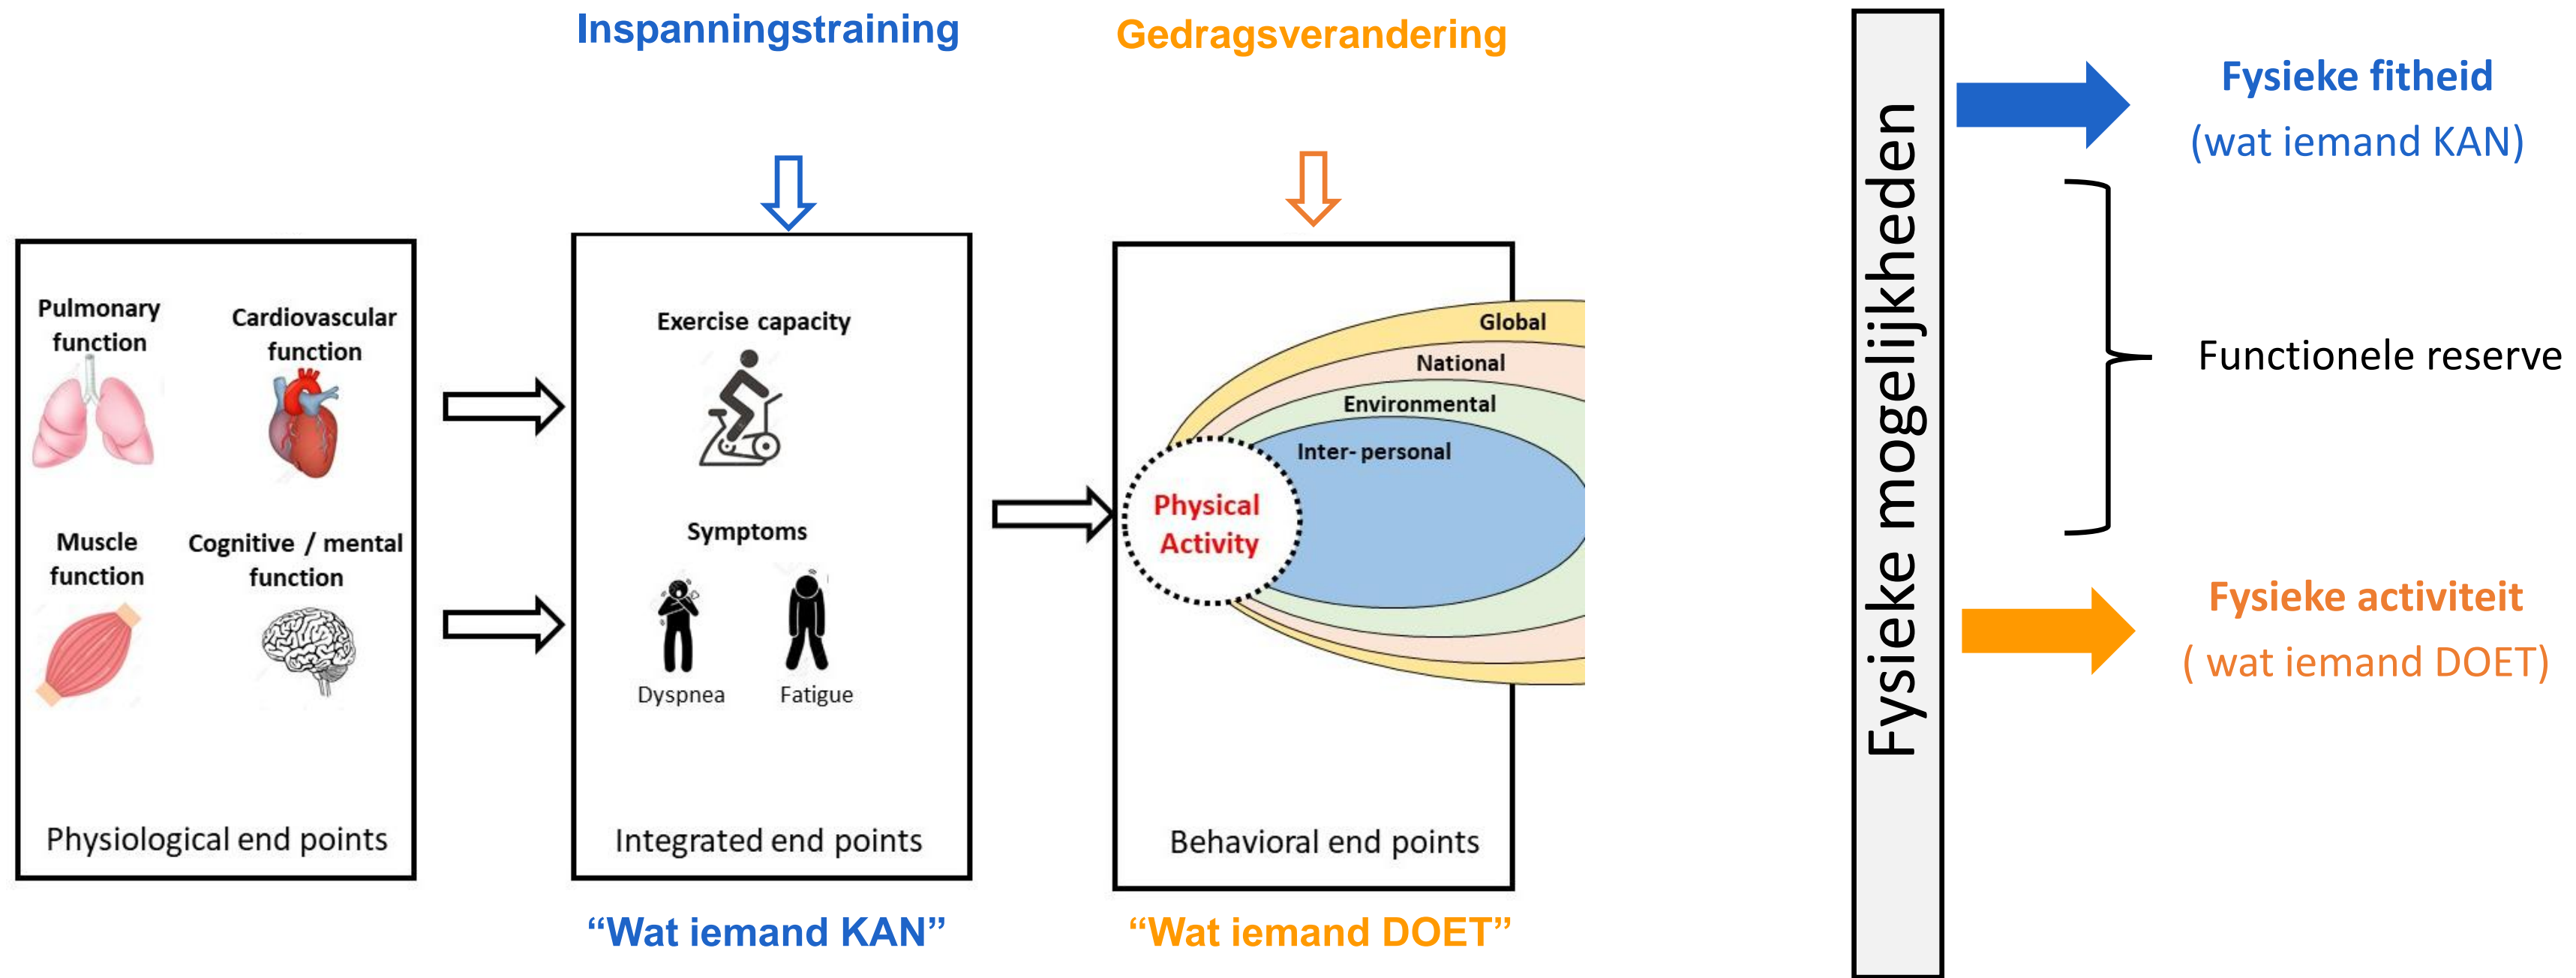 Inspanningstraining
Gedragsverandering
Pulmonary
function
Cardiovascular
function
Muscle
function
Cognitive / mental
function
Physiological end points
Exercise capacity
Symptoms
Dyspnea
Fatigue
Integrated end points
“Wat iemand KAN”
Global
National
Environmental
Inter- personal
Physical
Activity
Behavioral end points
“Wat iemand DOET”
Fysieke mogelijkheden
Fysieke fitheid
(wat iemand KAN)
Functionele reserve
Fysieke activiteit
( wat iemand DOET)